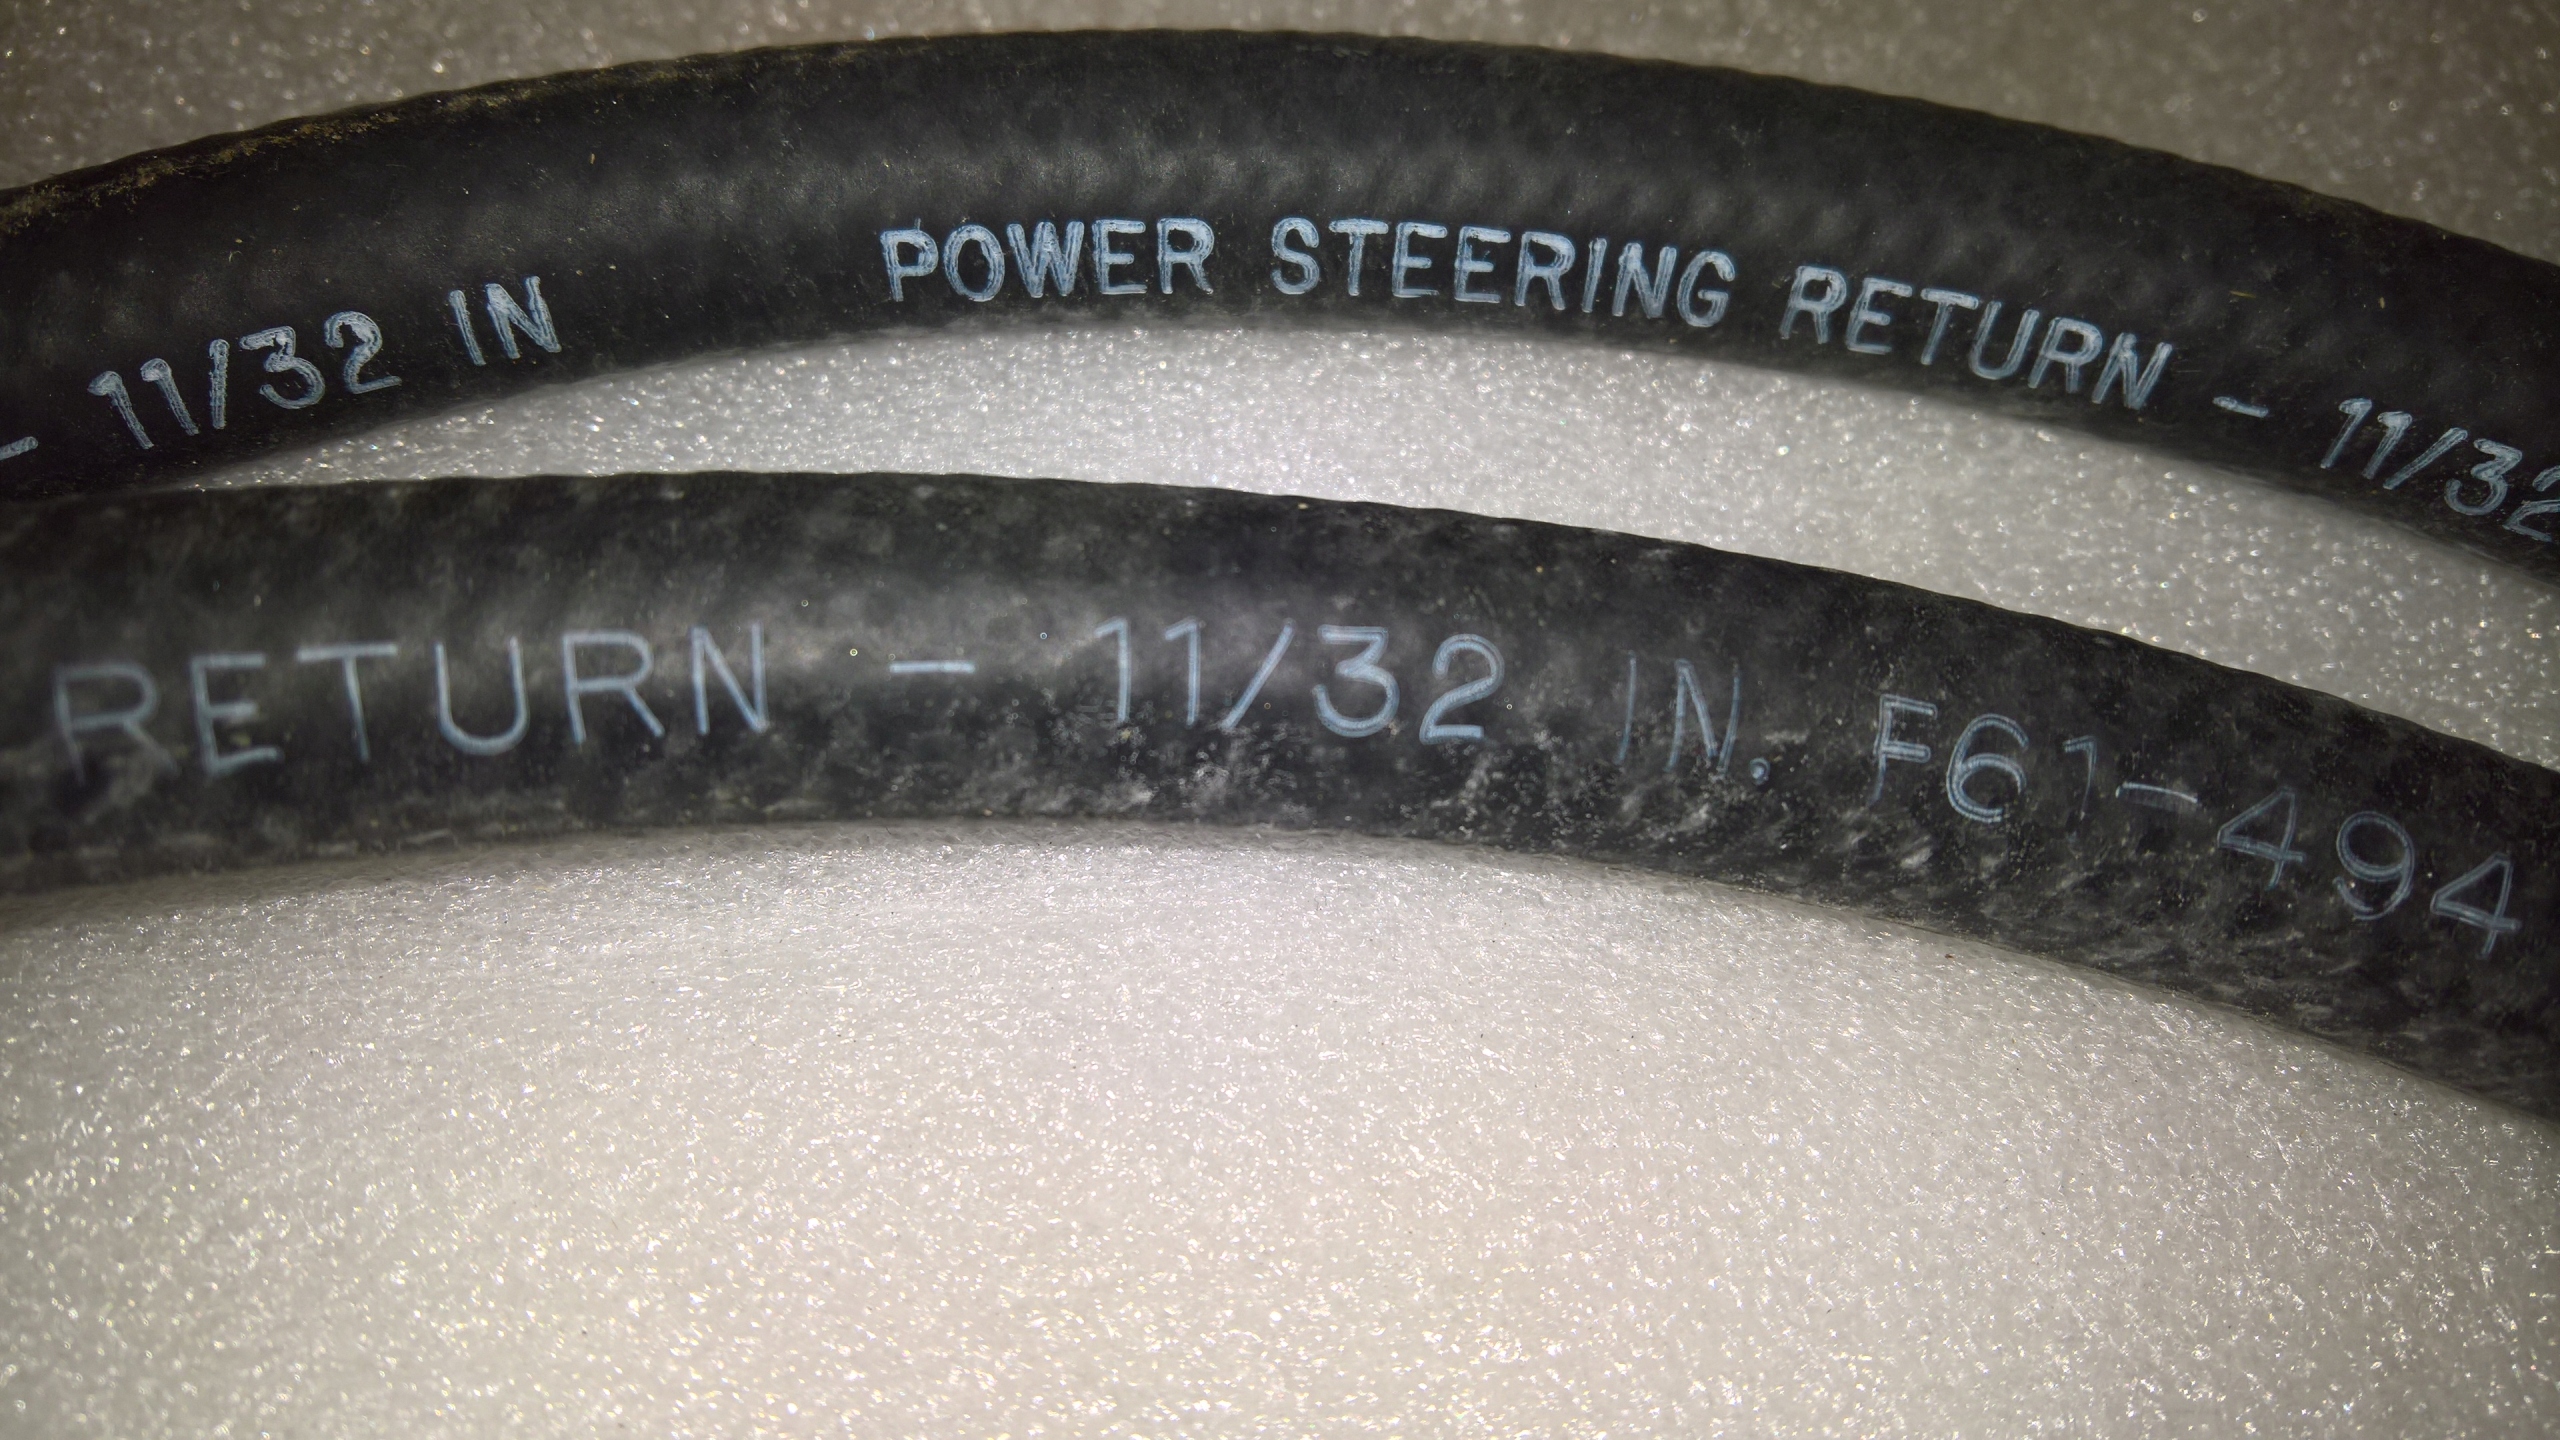 - 11/32 IN POWER STEERING RETURN - 11/32
RETURN - 11/32 IN. F61-494